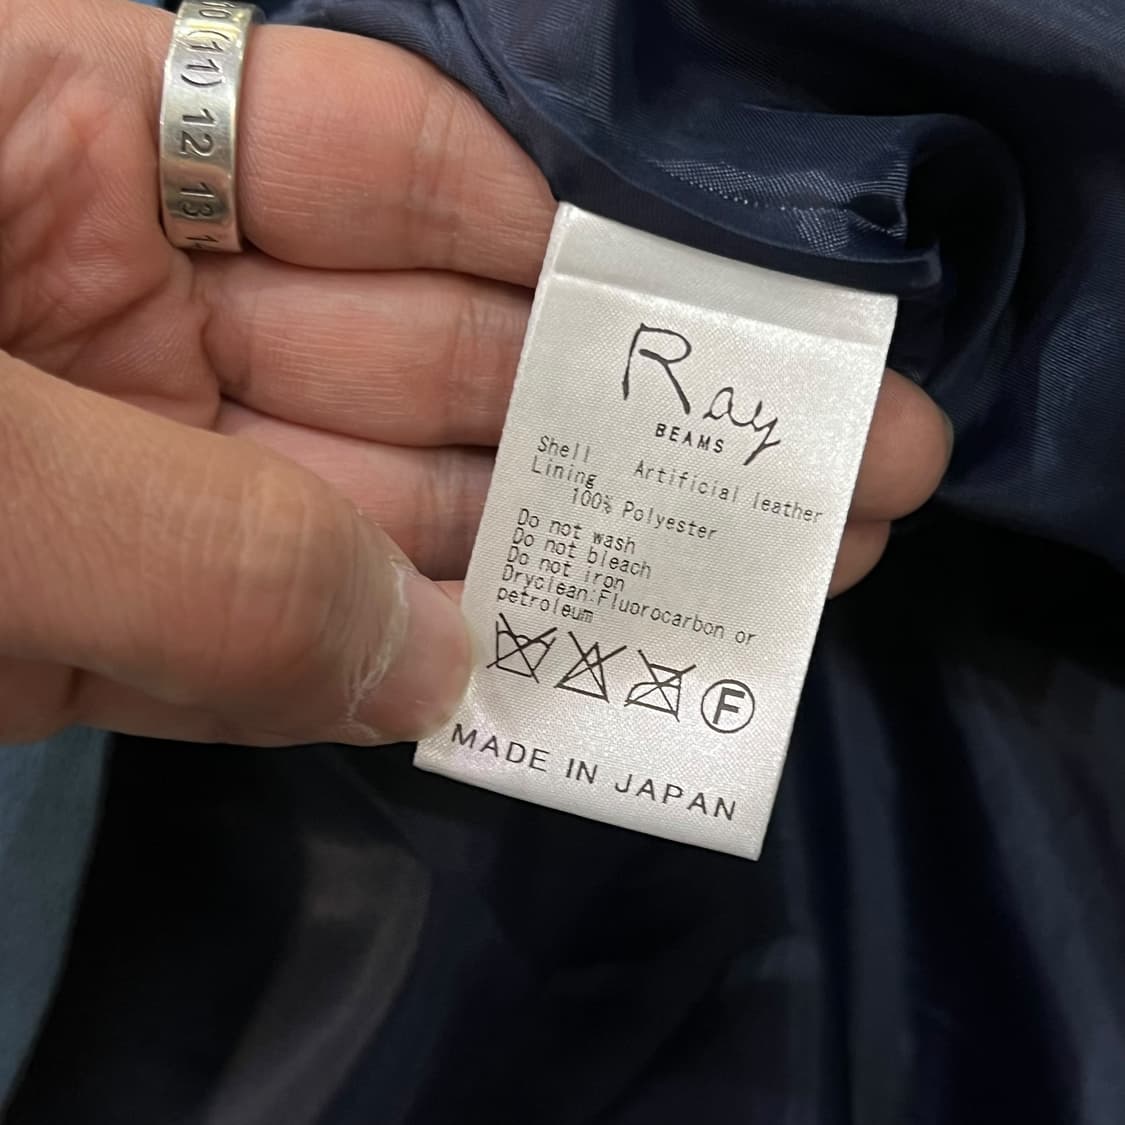 (11) 12 13
Ray
BEAMS
Shell Artificial leather
Lining
100% Polyester
Do not wash
Do not bleach
Do not iron
Dryclean:Fluorocarbon or
petroleum
F
MADE IN JAPAN